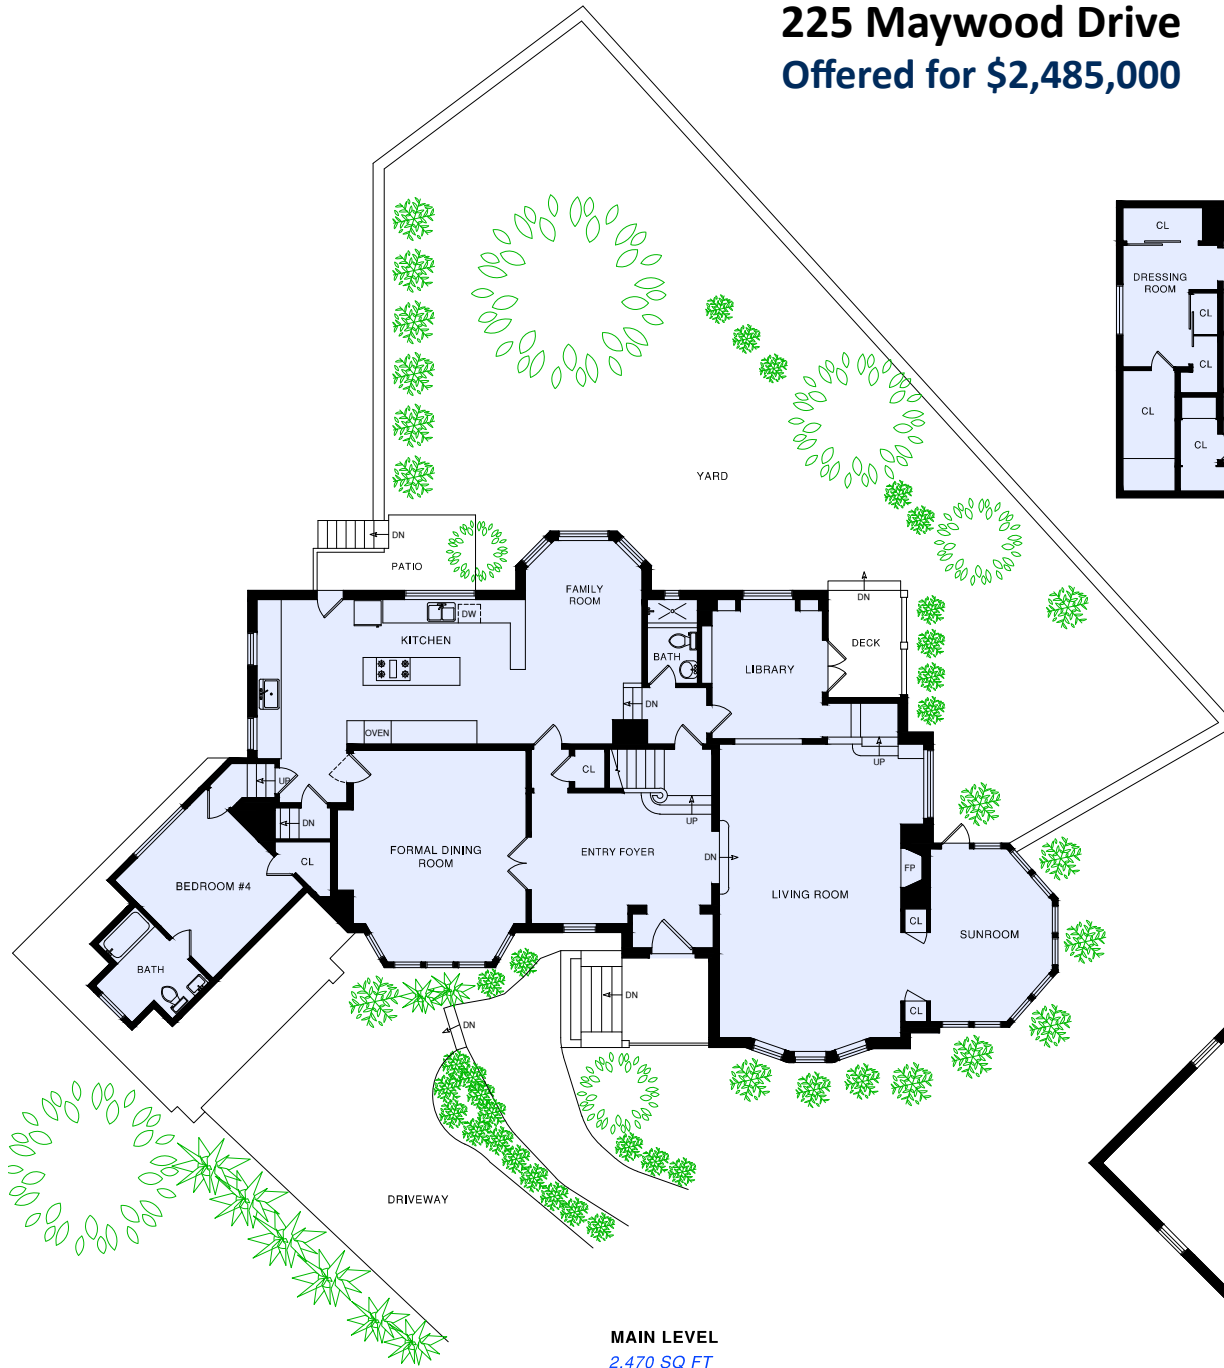 225 Maywood Drive
Offered for $2,485,000
CL
DRESSING
ROOM
CL
CL
CL
CL
YARD
DN
PATIO
FAMILY
ROOM
DN
DW
KITCHEN
DECK
BATH
LIBRARY
DN
OVEN
CL
UP
UP
UP
DN
FORMAL DINING
ROOM
ENTRY FOYER
DN
CL
FP
BEDROOM #4
LIVING ROOM
CL
SUNROOM
BATH
DN
CL
DN
DRIVEWAY
MAIN LEVEL
2,470 SQ FT